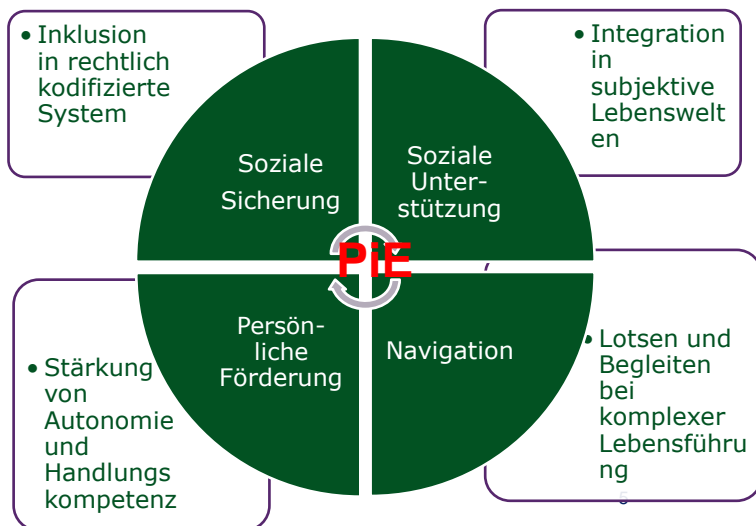 • Inklusion
in rechtlich
kodifizierte
System
• Integration
in
subjektive
Lebenswelt
en
Soziale
Sicherung
Soziale
Unter-
stützung
PiE
Persön-
liche
Förderung
Navigation
• Stärkung
von
Autonomie
und
Handlungs
kompetenz
• Lotsen und
Begleiten
bei
komplexer
Lebensführu
ng
5